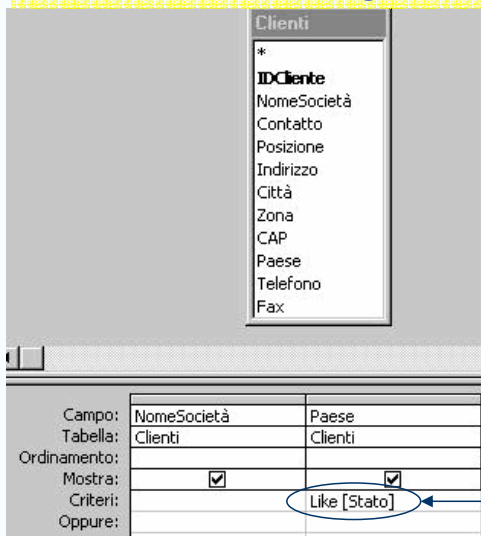 Clienti
*
IDCliente
NomeSocietà
Contatto
Posizione
Indirizzo
Città
Zona
CAP
Paese
Telefono
Fax
Campo: NomeSocietà Paese
Tabella: Clienti Clienti
Ordinamento:
Mostra:
Criteri: Like [Stato]
Oppure: